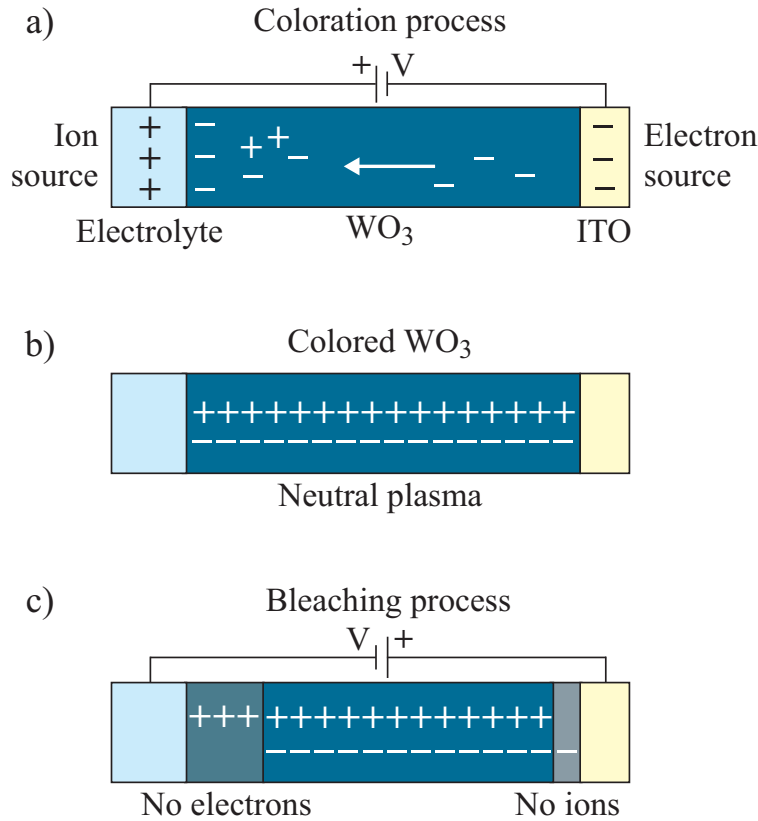 a)
Coloration process
+ V
Ion source
+ + +
− − −
+ +
− −
− − −
− − −
Electron source
Electrolyte
WO₃
ITO
b)
Colored WO₃
++++++++++++++++
− − − − − − − − − − − − − − − −
Neutral plasma
c)
Bleaching process
V +
+++
++++++++++++
− − − − − − − − − − − −
−
No electrons
No ions